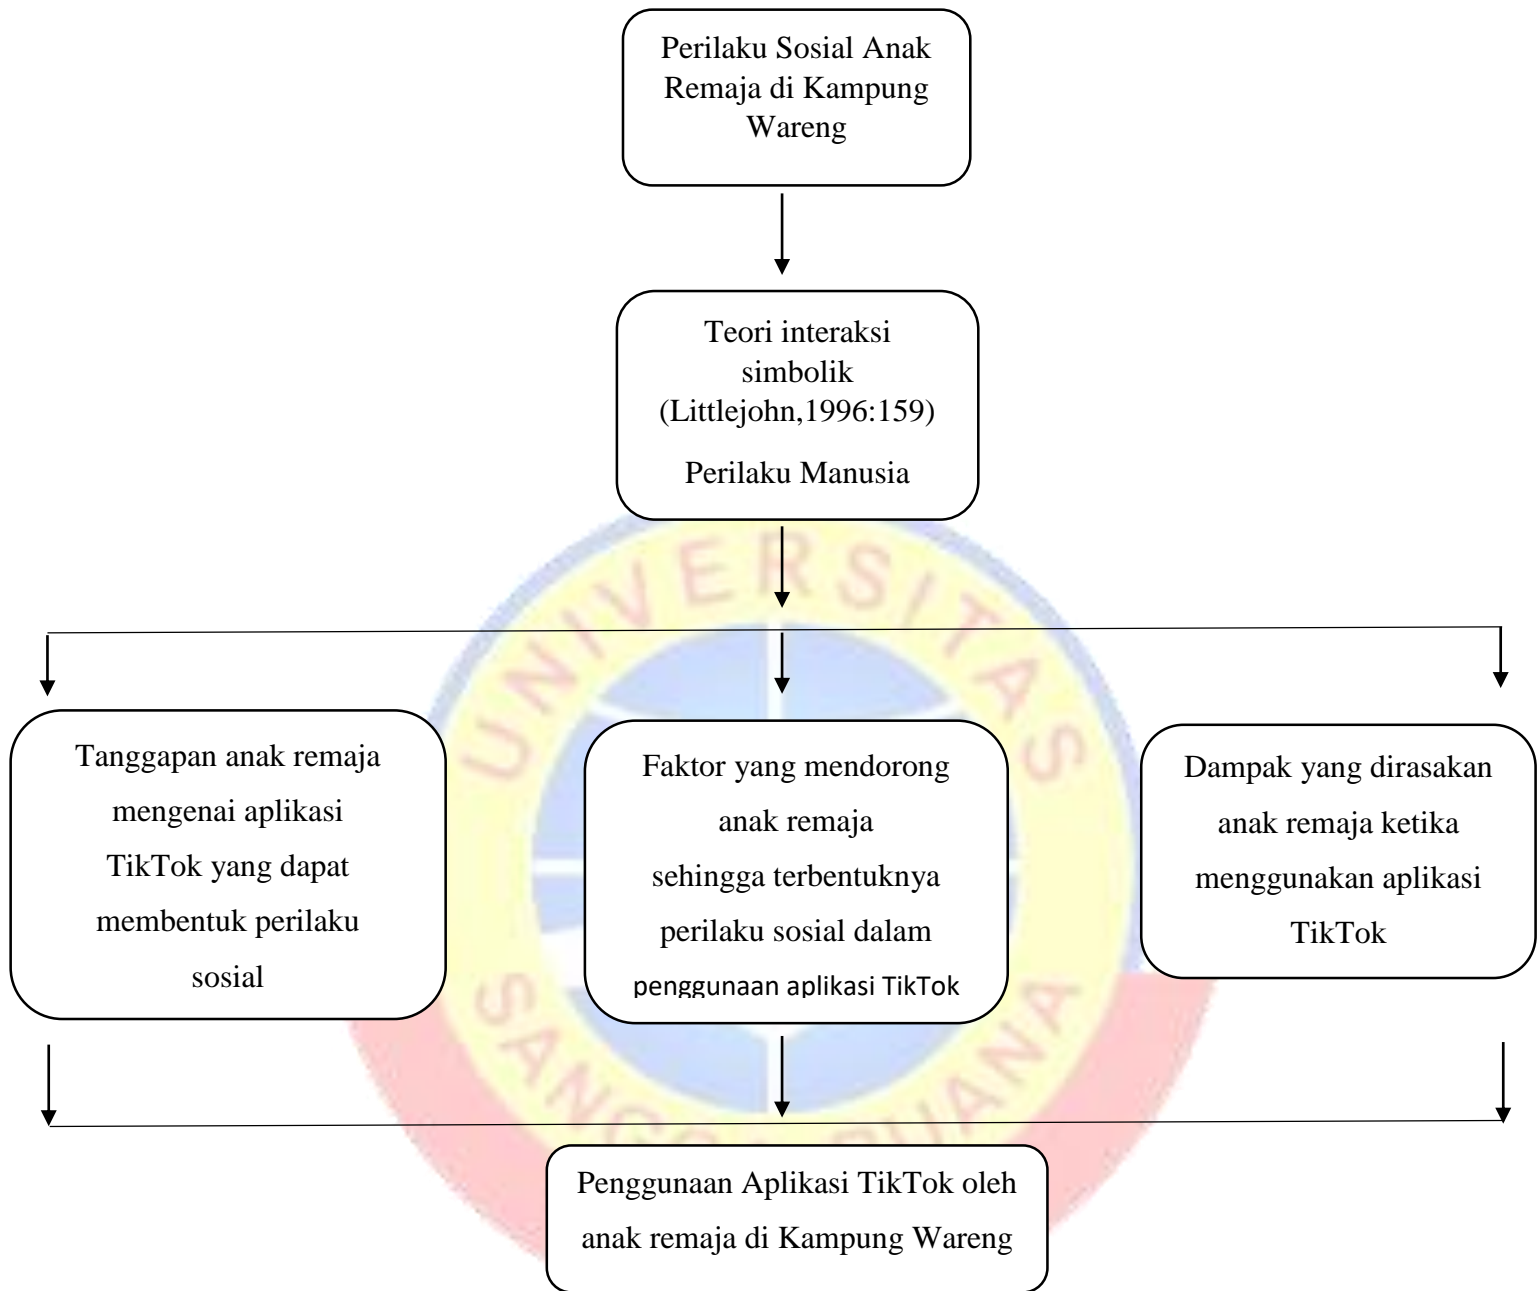 Perilaku Sosial Anak
Remaja di Kampung
Wareng
Teori interaksi
simbolik
(Littlejohn,1996:159)
Perilaku Manusia
UNIVERSITAS
Tanggapan anak remaja
mengenai aplikasi
TikTok yang dapat
membentuk perilaku
sosial
Faktor yang mendorong
anak remaja
sehingga terbentuknya
perilaku sosial dalam
penggunaan aplikasi TikTok
Dampak yang dirasakan
anak remaja ketika
menggunakan aplikasi
TikTok
Penggunaan Aplikasi TikTok oleh
anak remaja di Kampung Wareng